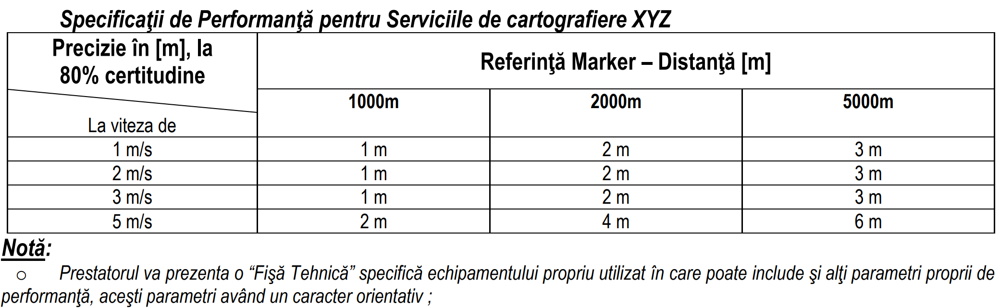 Specificaţii de Performanţă pentru Serviciile de cartografiere XYZ
Precizie în [m], la
80% certitudine
Referinţă Marker – Distanţă [m]
La viteza de
1000m 2000m 5000m
1 m/s 1 m 2 m 3 m
2 m/s 1 m 2 m 3 m
3 m/s 1 m 2 m 3 m
5 m/s 2 m 4 m 6 m
Notă:
○ Prestatorul va prezenta o “Fişă Tehnică” specifică echipamentului propriu utilizat în care poate include şi alţi parametri proprii de
performanţă, aceşti parametri având un caracter orientativ ;